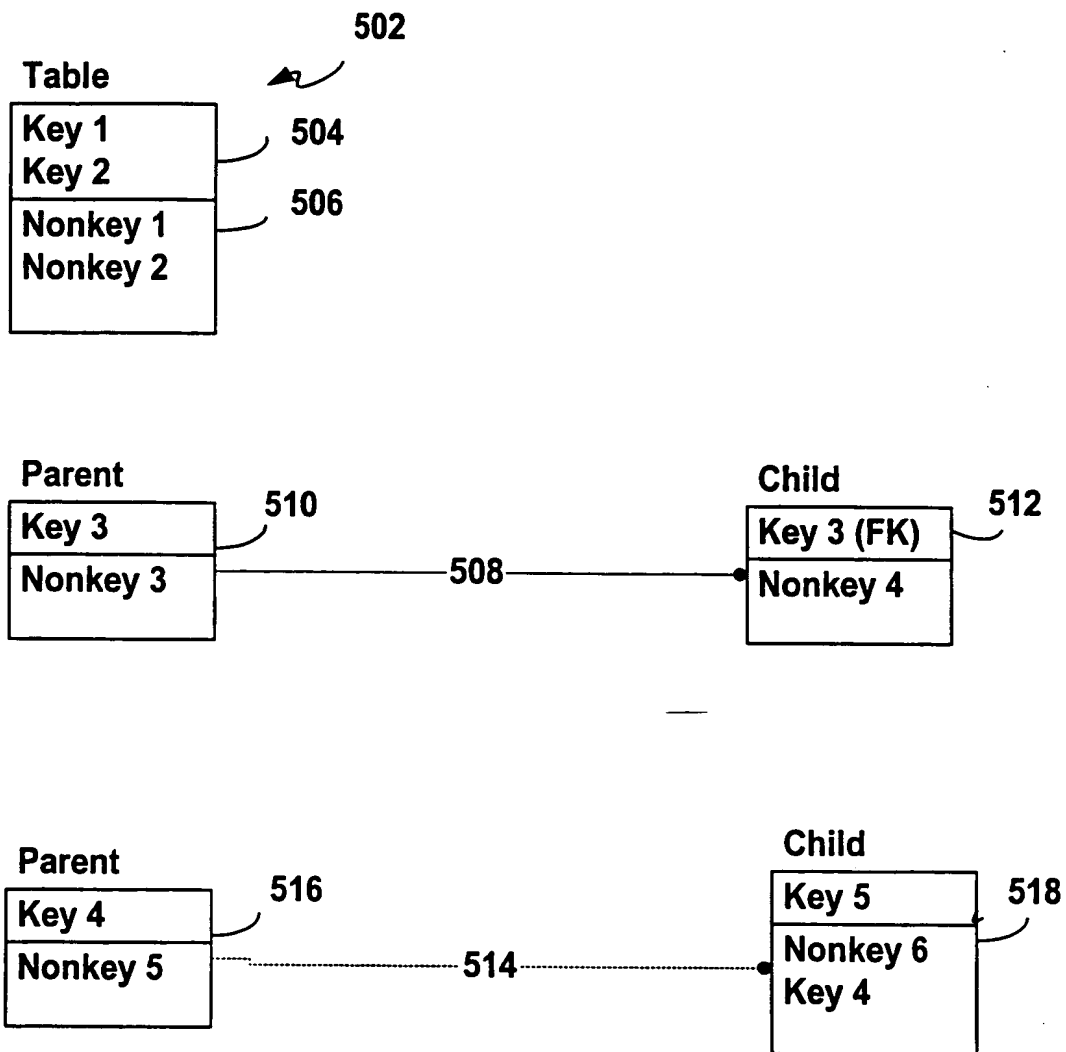 502
Table
Key 1
Key 2
504
Nonkey 1
Nonkey 2
506
Parent
Key 3
Nonkey 3
510
508
Child
Key 3 (FK)
Nonkey 4
512
Parent
Key 4
Nonkey 5
516
514
Child
Key 5
Nonkey 6
Key 4
518